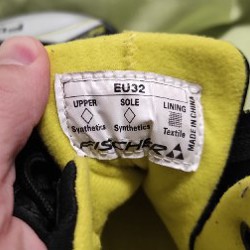 EU32
UPPER SOLE LINING
Synthetics Synthetics Textile
MADE IN CHINA
FISCHER